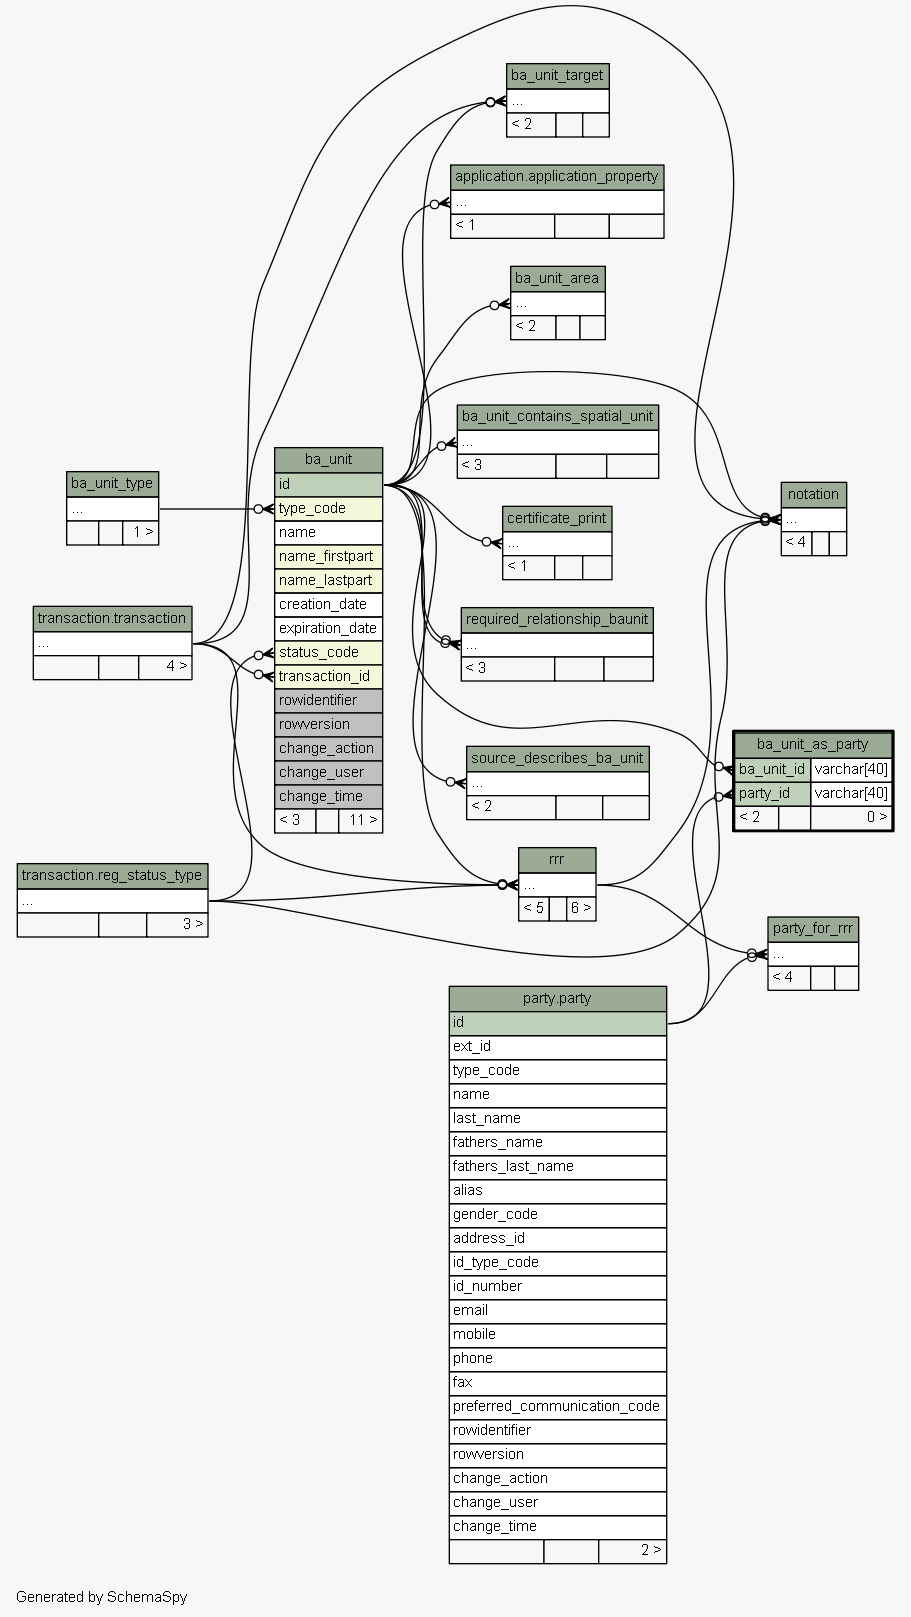 ba_unit_target
...
< 2
application.application_property
...
< 1
ba_unit_area
...
< 2
ba_unit_contains_spatial_unit
...
< 3
certificate_print
...
< 1
required_relationship_baunit
...
< 3
source_describes_ba_unit
...
< 2
rrr
...
< 5 6 >
ba_unit
id
type_code
name
name_firstpart
name_lastpart
creation_date
expiration_date
status_code
transaction_id
rowidentifier
rowversion
change_action
change_user
change_time
< 3 11 >
ba_unit_type
...
1 >
transaction.transaction
...
4 >
transaction.reg_status_type
...
3 >
notation
...
< 4
ba_unit_as_party
ba_unit_id varchar[40]
party_id varchar[40]
< 2 0 >
party_for_rrr
...
< 4
party.party
id
ext_id
type_code
name
last_name
fathers_name
fathers_last_name
alias
gender_code
address_id
id_type_code
id_number
email
mobile
phone
fax
preferred_communication_code
rowidentifier
rowversion
change_action
change_user
change_time
2 >
Generated by SchemaSpy